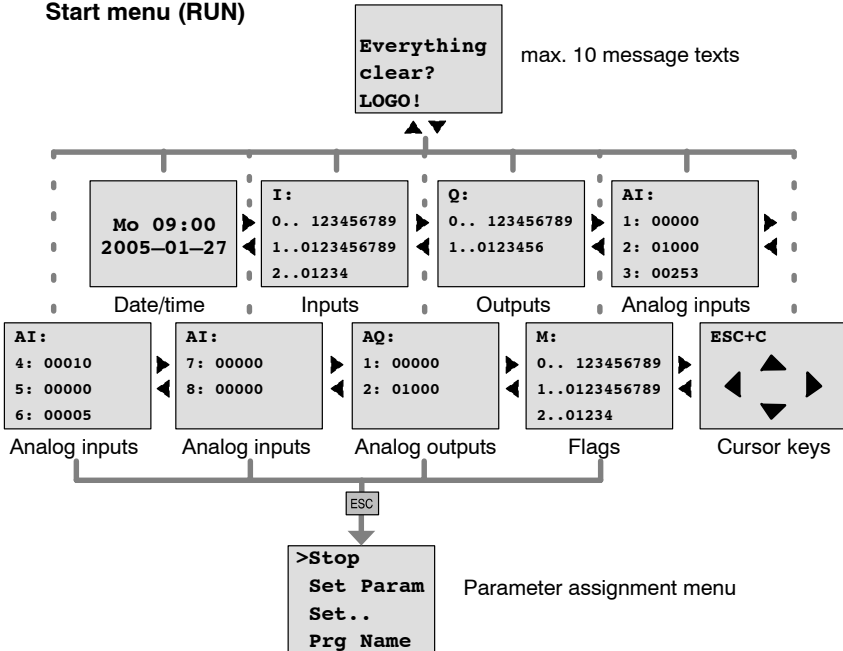 Start menu (RUN)
Everything
clear?
LOGO!
max. 10 message texts
Mo 09:00
2005–01–27
Date/time
I:
0.. 123456789
1..0123456789
2..01234
Inputs
Q:
0.. 123456789
1..0123456
Outputs
AI:
1: 00000
2: 01000
3: 00253
Analog inputs
AI:
4: 00010
5: 00000
6: 00005
Analog inputs
AI:
7: 00000
8: 00000
Analog inputs
AQ:
1: 00000
2: 01000
Analog outputs
M:
0.. 123456789
1..0123456789
2..01234
Flags
ESC+C
Cursor keys
ESC
>Stop
Set Param
Set..
Prg Name
Parameter assignment menu